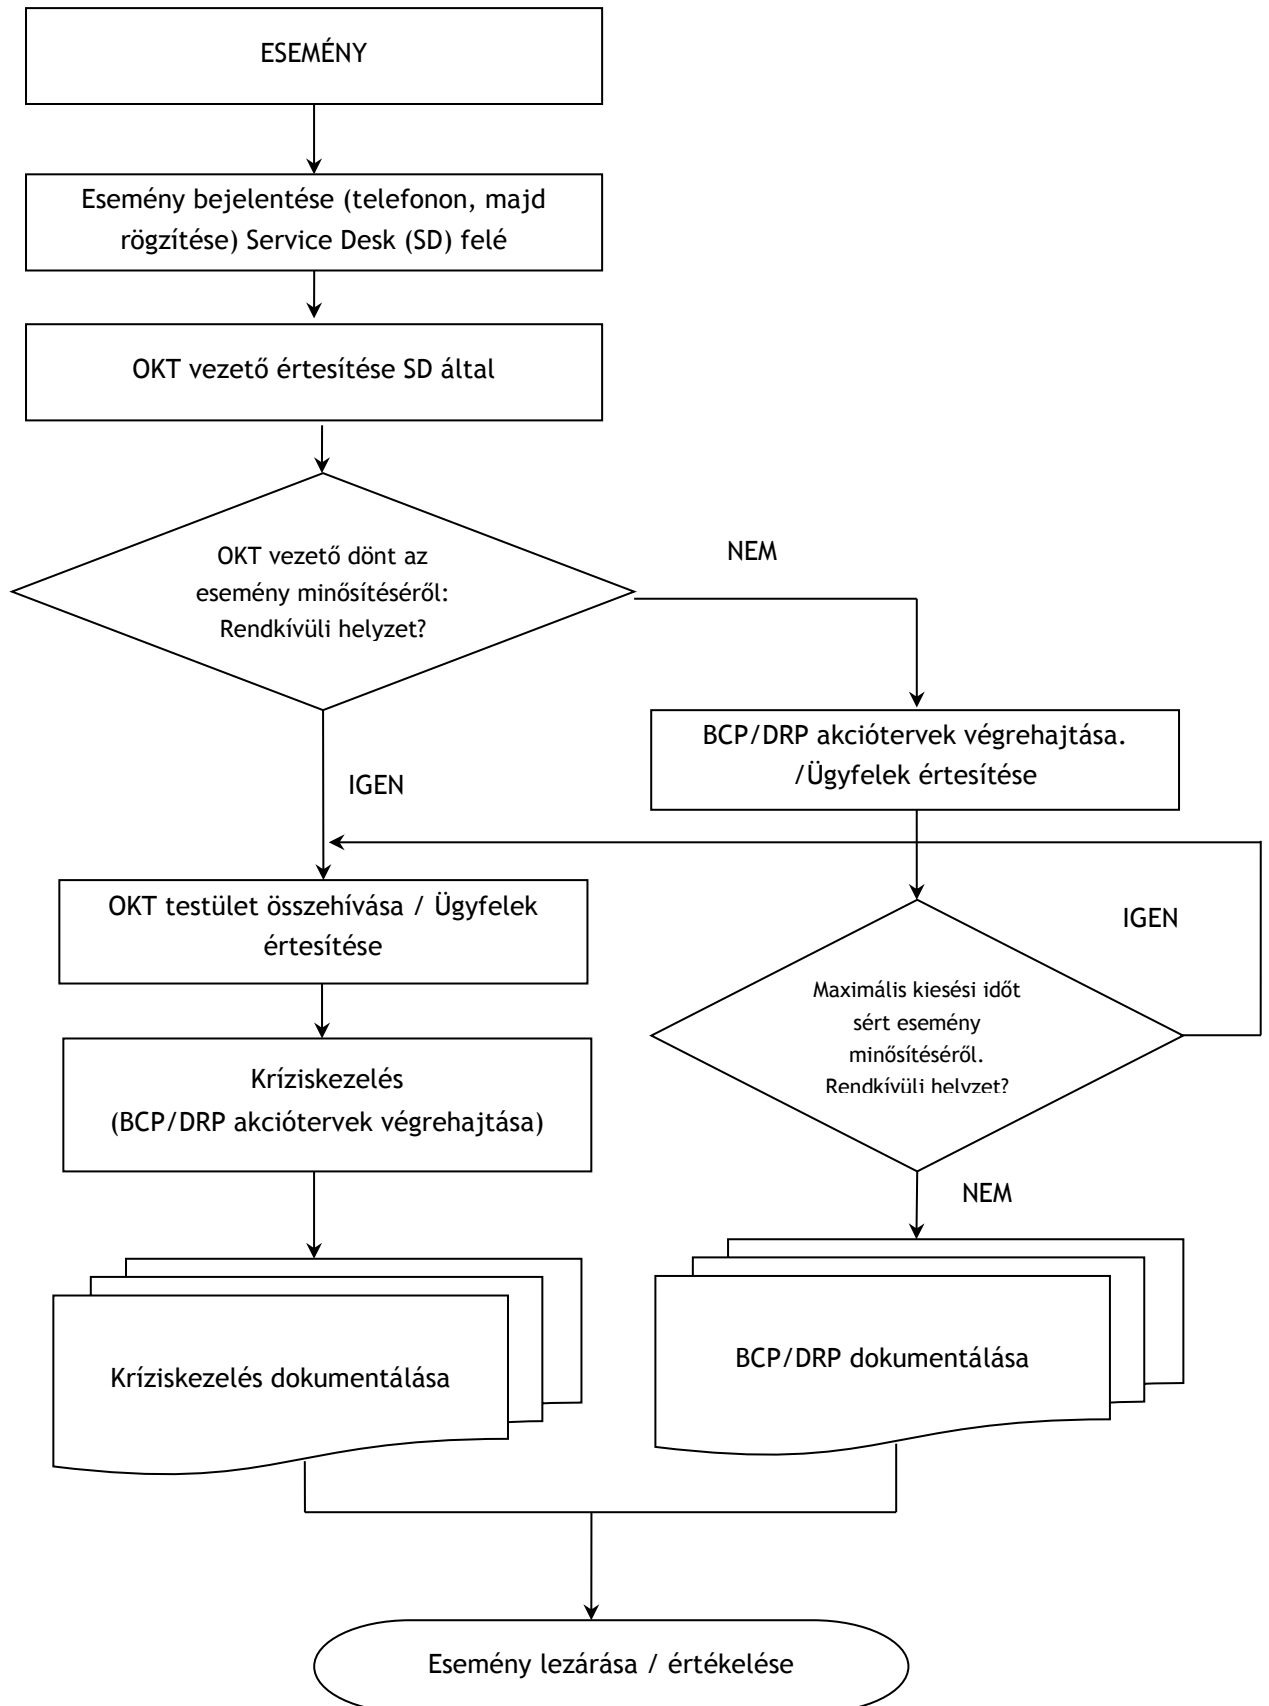 ESEMÉNY
Esemény bejelentése (telefonon, majd
rögzítése) Service Desk (SD) felé
OKT vezető értesítése SD által
OKT vezető dönt az
esemény minősítéséről:
Rendkívüli helyzet?
NEM
BCP/DRP akciótervek végrehajtása.
/Ügyfelek értesítése
IGEN
OKT testület összehívása / Ügyfelek
értesítése
IGEN
Maximális kiesési időt
sért esemény
minősítéséről.
Rendkívüli helyzet?
Kríziskezelés
(BCP/DRP akciótervek végrehajtása)
NEM
Kríziskezelés dokumentálása
BCP/DRP dokumentálása
Esemény lezárása / értékelése